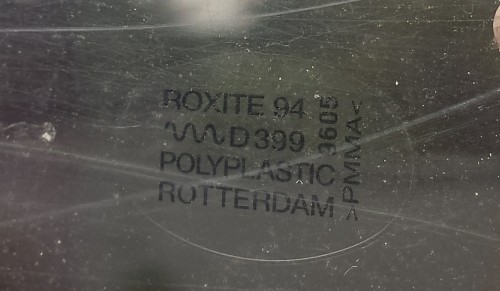 ROXITE 94
D399
POLYPLASTIC
ROTTERDAM
3605
>PMMA<